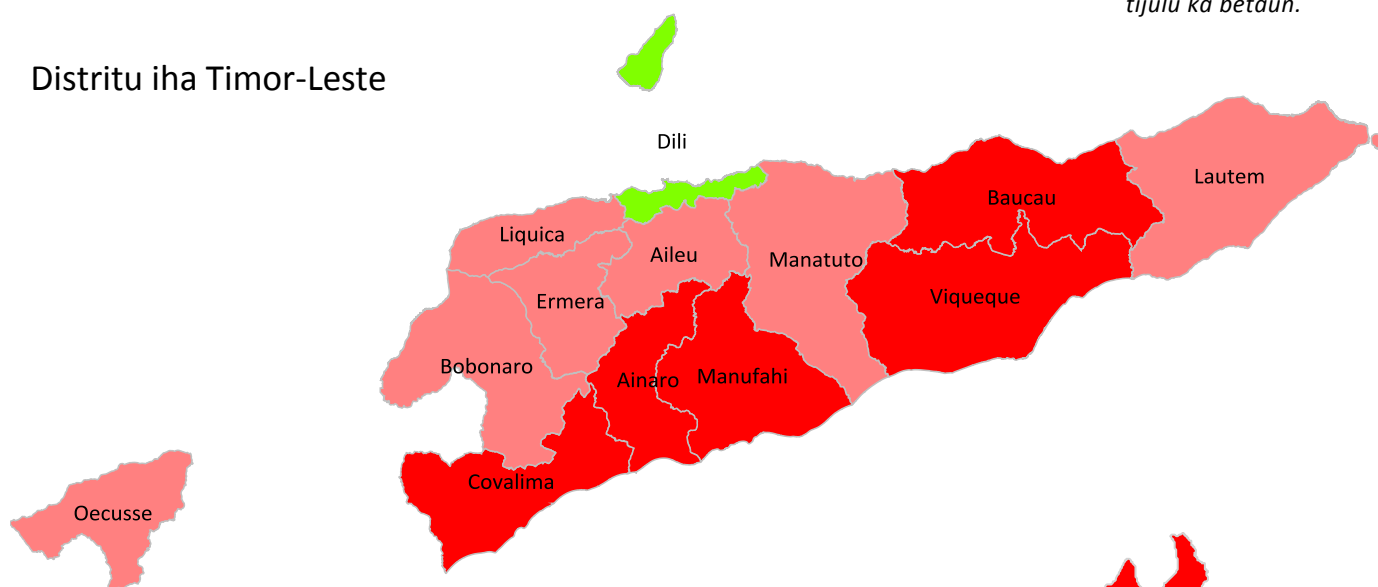 tijulu ka betaun.
Distritu iha Timor-Leste
Dili
Lautem
Baucau
Liquica
Aileu
Manatuto
Viqueque
Ermera
Bobonaro
Ainaro
Manufahi
Covalima
Oecusse